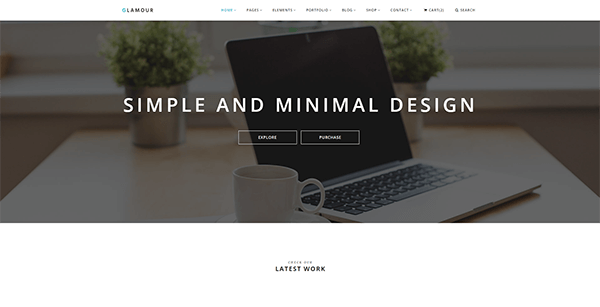 GLAMOUR HOME PAGES ELEMENTS PORTFOLIO BLOG SHOP CONTACT CART(0) SEARCH
SIMPLE AND MINIMAL DESIGN
EXPLORE PURCHASE
CHECK OUR
LATEST WORK